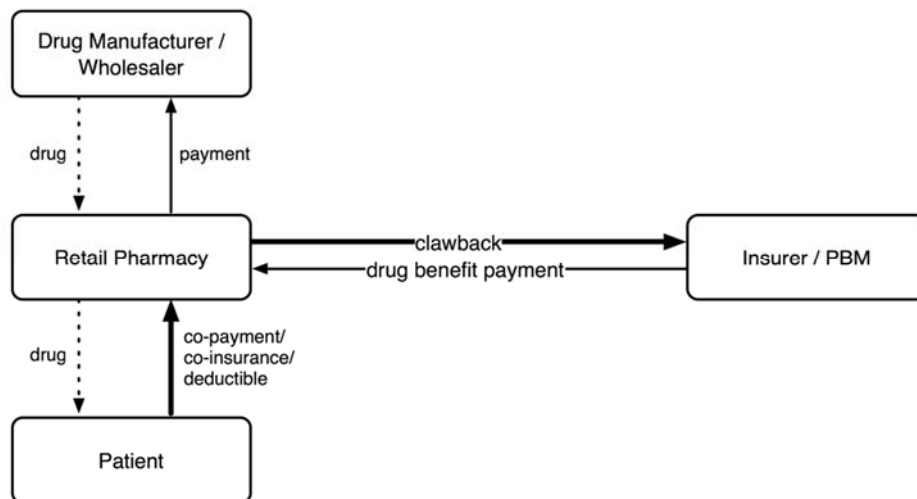 Drug Manufacturer /
Wholesaler
drug
payment
Retail Pharmacy
clawback
drug benefit payment
Insurer / PBM
drug
co-payment/
co-insurance/
deductible
Patient